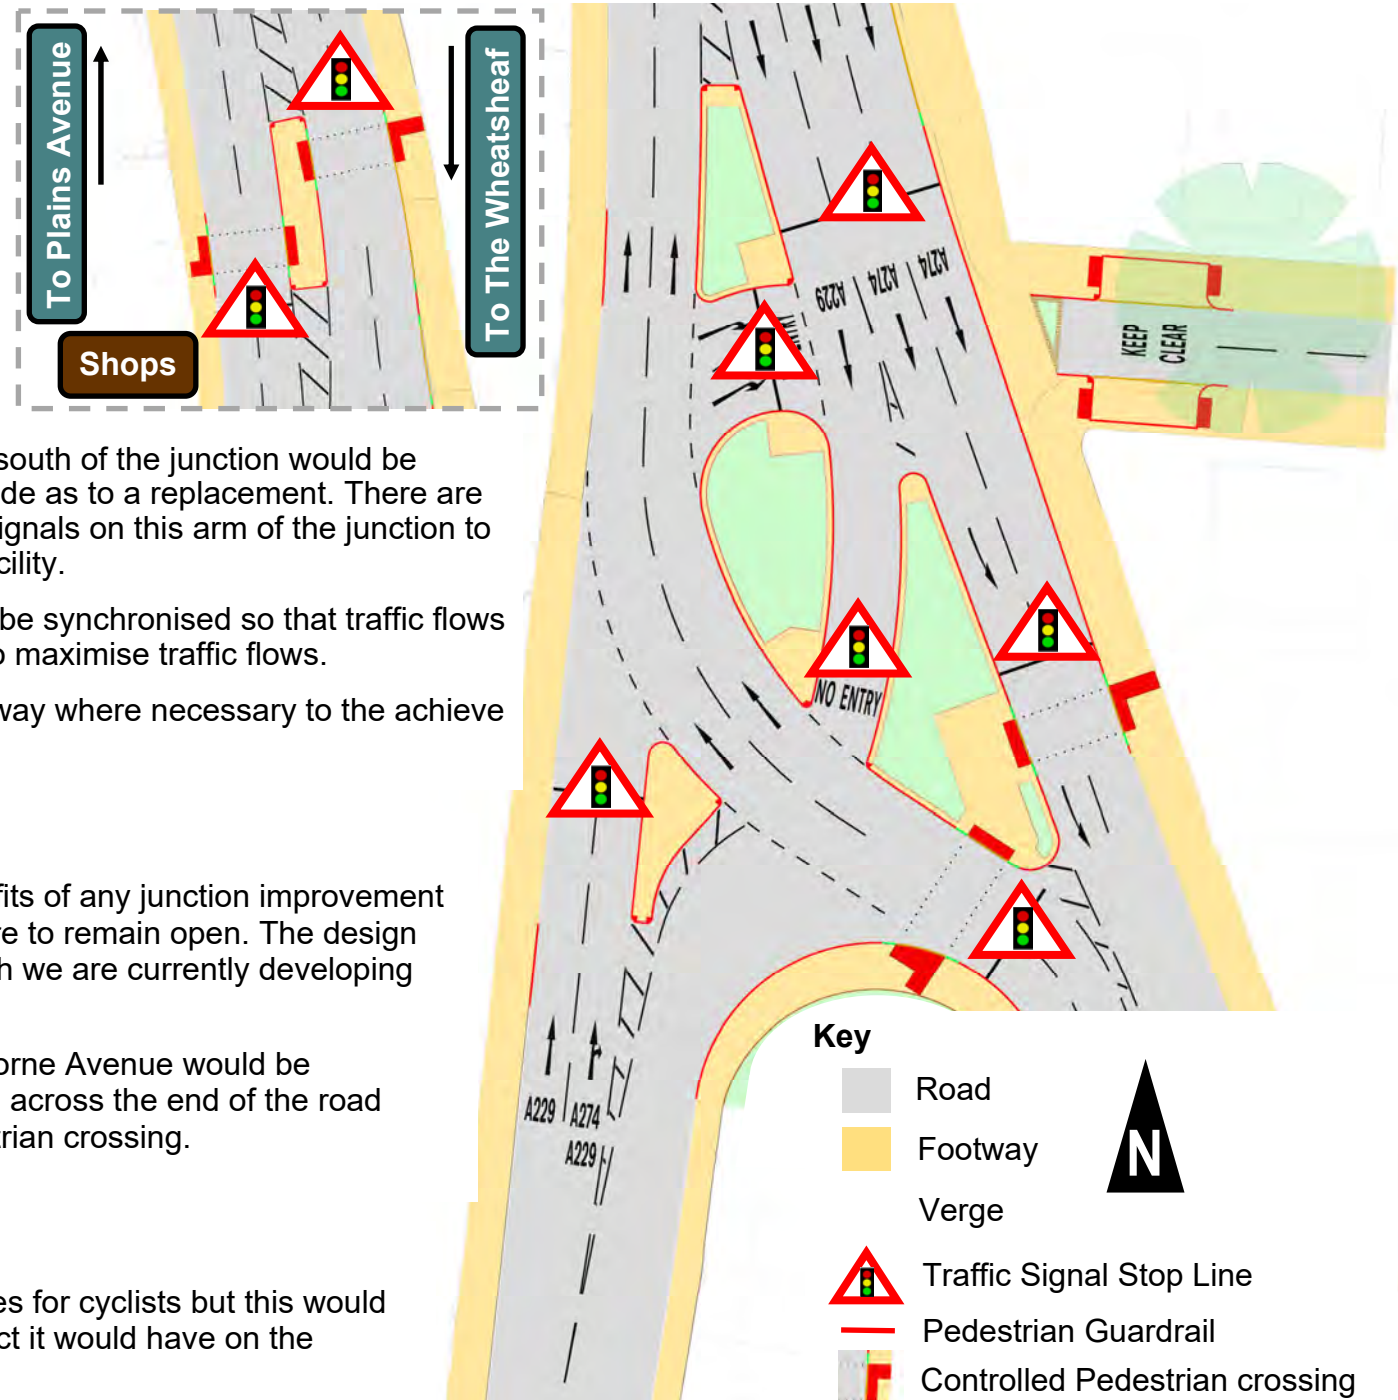 To Plains Avenue
To The Wheatsheaf
Shops
south of the junction would be
de as to a replacement. There are
ignals on this arm of the junction to
cility.
be synchronised so that traffic flows
o maximise traffic flows.
way where necessary to the achieve
fits of any junction improvement
re to remain open. The design
h we are currently developing
orne Avenue would be
across the end of the road
trian crossing.
es for cyclists but this would
ct it would have on the
A229
A274
A274
KEEP
CLEAR
NO ENTRY
A229
A274
A229
Key
Road
Footway
Verge
N
Traffic Signal Stop Line
Pedestrian Guardrail
Controlled Pedestrian crossing